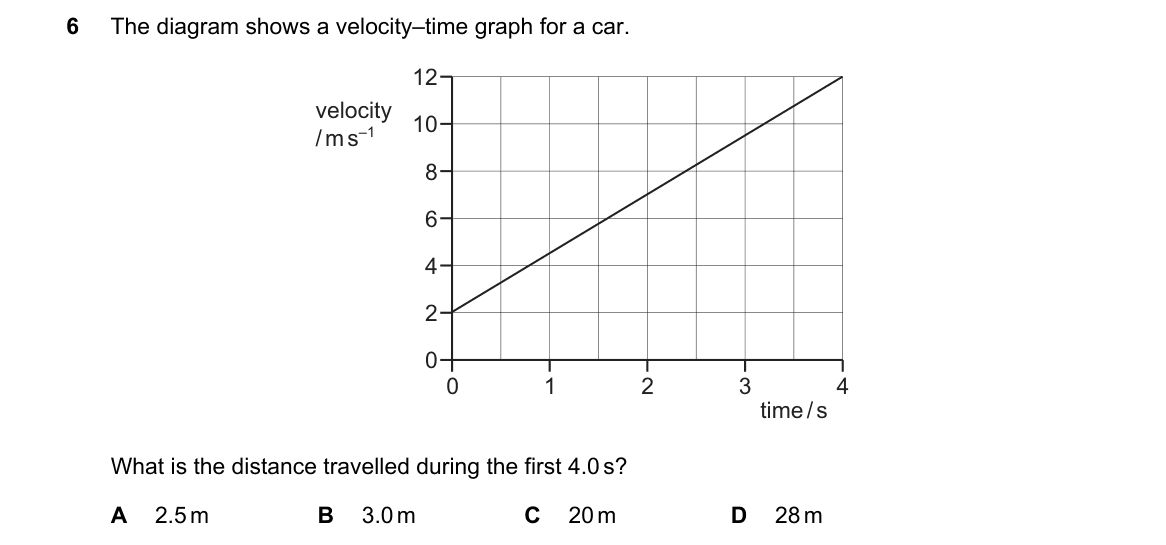 6 The diagram shows a velocity–time graph for a car.
12
velocity
/ m s⁻¹
10
8
6
4
2
0
0 1 2 3 4
time / s
What is the distance travelled during the first 4.0 s?
A 2.5 m B 3.0 m C 20 m D 28 m